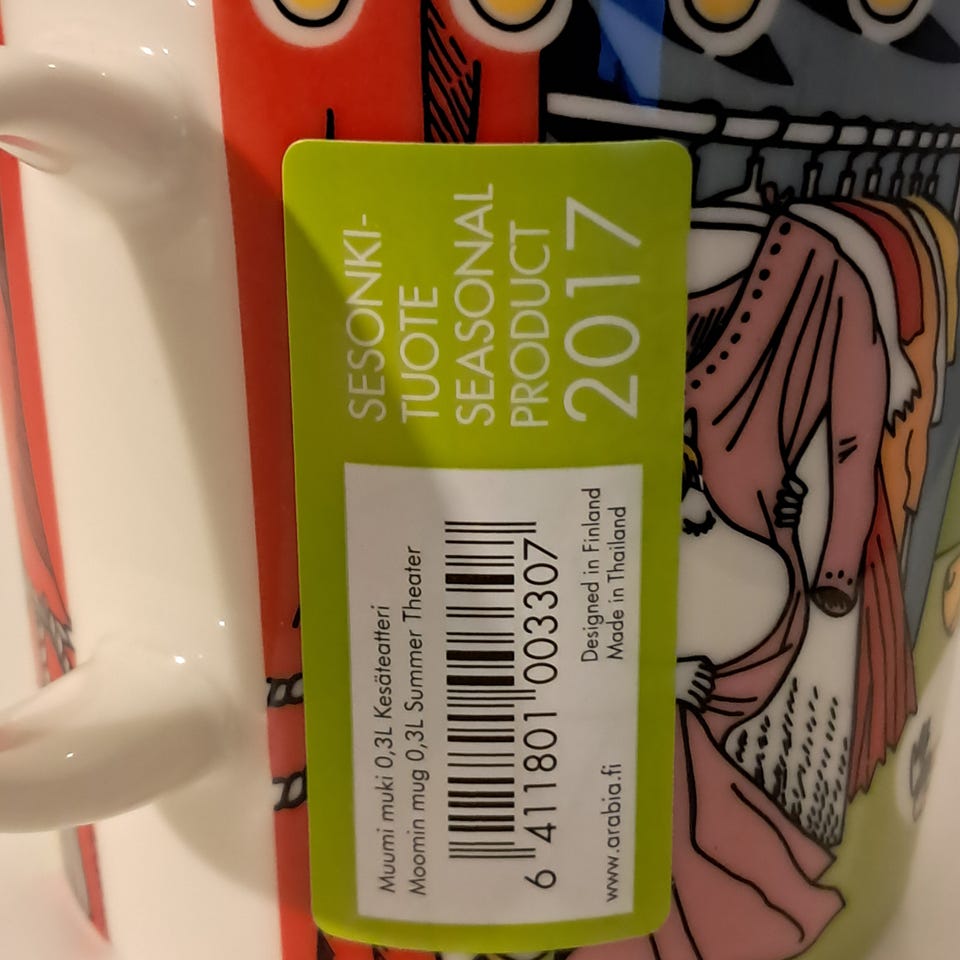 SESONKI-
TUOTE
SEASONAL
PRODUCT
2017
Muumi muki 0,3L Kesäteatteri
Moomin mug 0,3L Summer Theater
6 411801 003307
Designed in Finland
Made in Thailand
www.arabia.fi